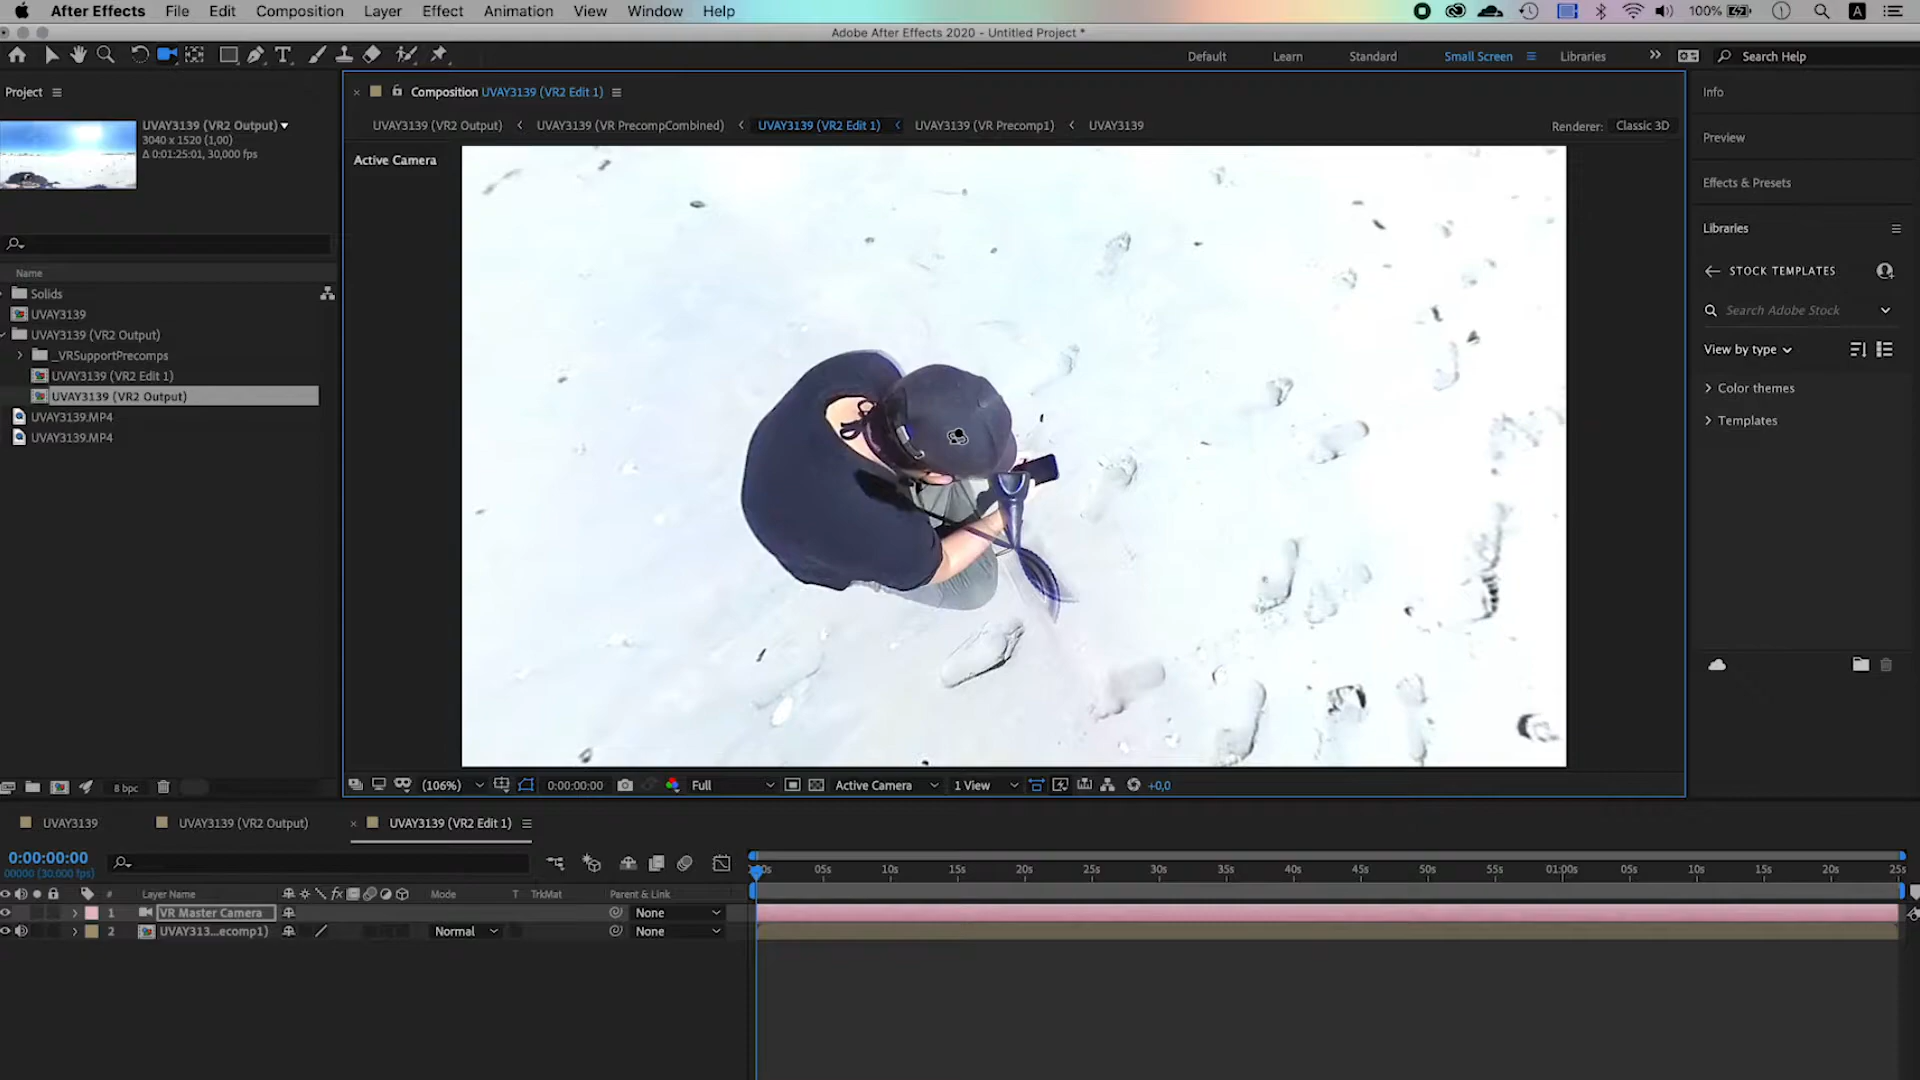 After Effects File Edit Composition Layer Effect Animation View Window Help 100% A
Adobe After Effects 2020 - Untitled Project *
Default Learn Standard Small Screen Libraries Search Help
Project
UVAY3139 (VR2 Output)
3040 x 1520 (1,00)
Δ 0:01:25:01, 30,000 fps
Name
Solids
UVAY3139
UVAY3139 (VR2 Output)
_VRSupportPrecomps
UVAY3139 (VR2 Edit 1)
UVAY3139 (VR2 Output)
UVAY3139.MP4
UVAY3139.MP4
8 bpc
Composition UVAY3139 (VR2 Edit 1)
UVAY3139 (VR2 Output) UVAY3139 (VR PrecompCombined) UVAY3139 (VR2 Edit 1) UVAY3139 (VR Precomp1) UVAY3139
Renderer: Classic 3D
Active Camera
(106%) 0:00:00:00 Full Active Camera 1 View +0,0
Info
Preview
Effects & Presets
Libraries
STOCK TEMPLATES
Search Adobe Stock
View by type
Color themes
Templates
UVAY3139 UVAY3139 (VR2 Output) UVAY3139 (VR2 Edit 1)
0:00:00:00
00000 (30.000 fps)
05s 10s 15s 20s 25s 30s 35s 40s 45s 50s 55s 01:00s 05s 10s 15s 20s 25s
# Layer Name fx Mode T TrkMat Parent & Link
1 VR Master Camera None
2 UVAY313...ecomp1) Normal None